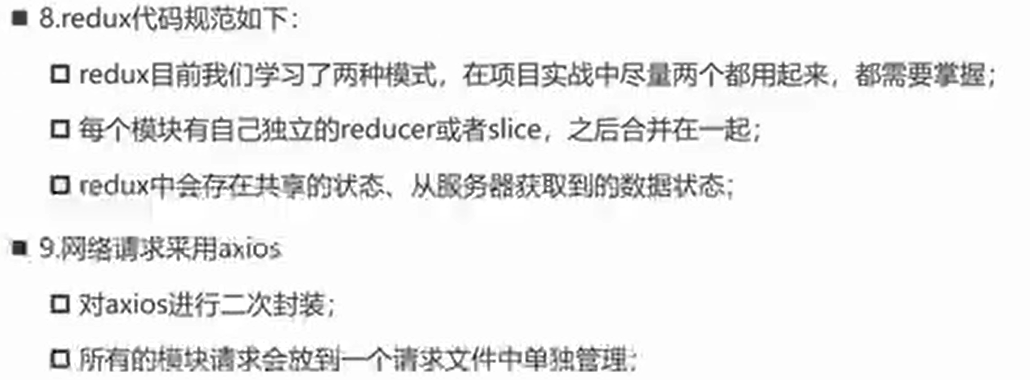 8.redux代码规范如下：
redux目前我们学习了两种模式，在项目实战中尽量两个都用起来，都需要掌握；
每个模块有自己独立的reducer或者slice，之后合并在一起；
redux中会存在共享的状态、从服务器获取到的数据状态；
9.网络请求采用axios
对axios进行二次封装；
所有的模块请求会放到一个请求文件中单独管理；